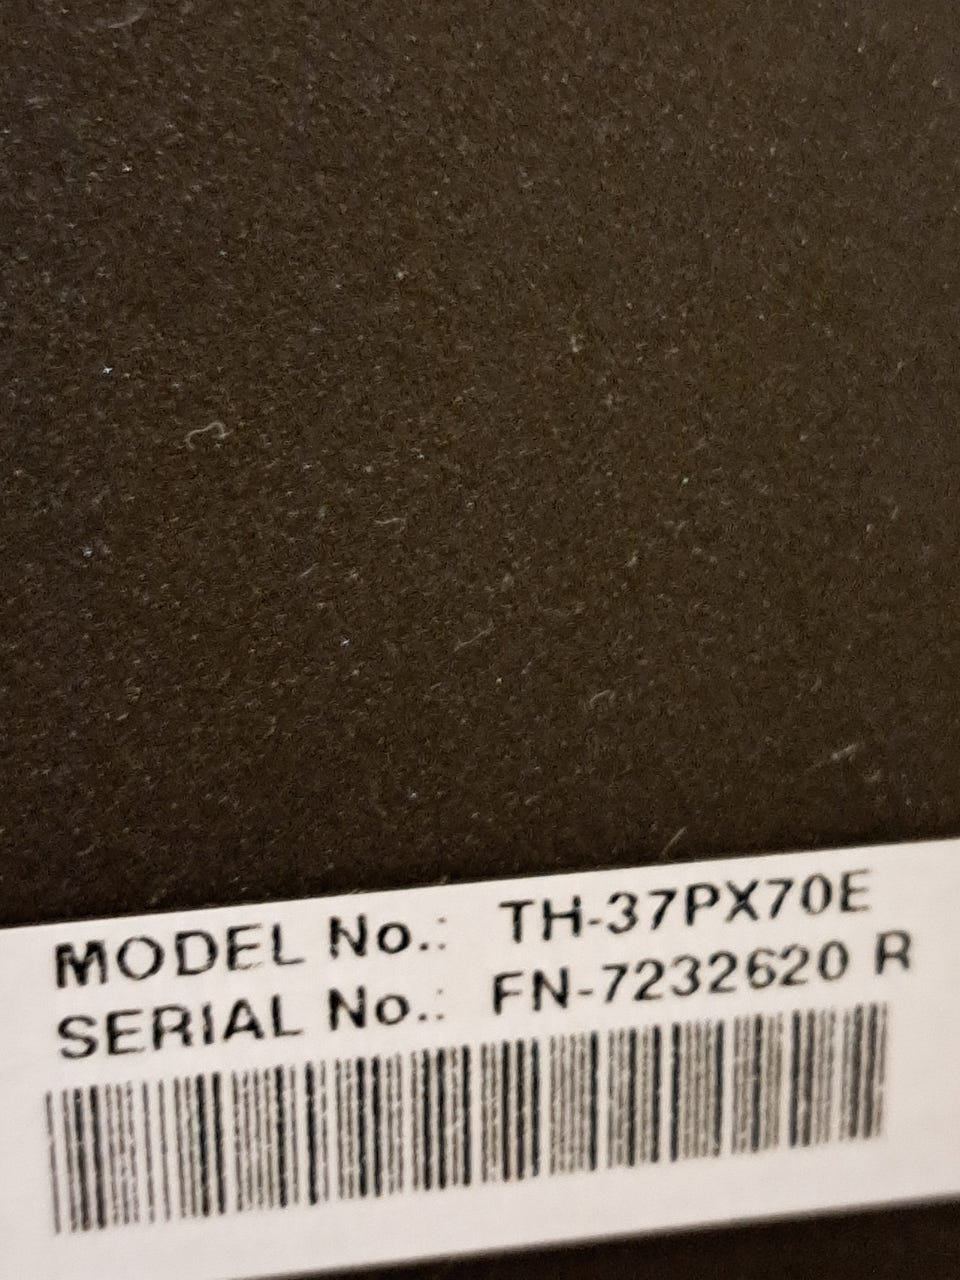 MODEL No.: TH-37PX70E
SERIAL No.: FN-7232620 R